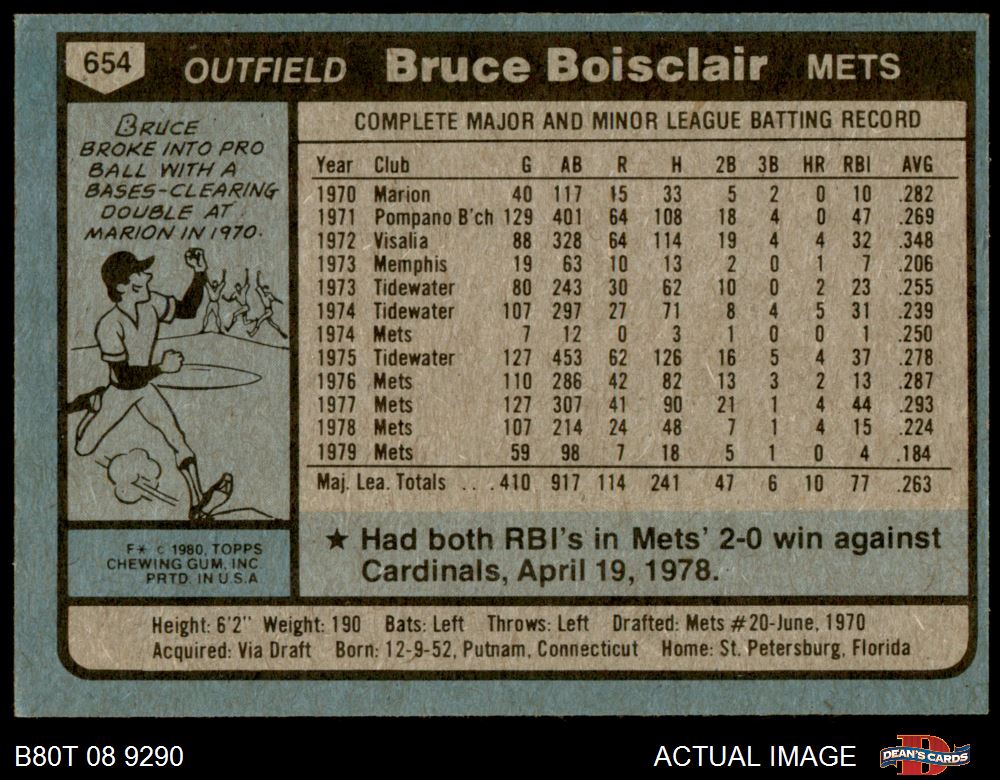 654 OUTFIELD Bruce Boisclair METS
BRUCE
BROKE INTO PRO
BALL WITH A
BASES-CLEARING
DOUBLE AT
MARION IN 1970.
COMPLETE MAJOR AND MINOR LEAGUE BATTING RECORD
Year Club G AB R H 2B 3B HR RBI AVG
1970 Marion 40 117 15 33 5 2 0 10 .282
1971 Pompano B'ch 129 401 64 108 18 4 0 47 .269
1972 Visalia 88 328 64 114 19 4 4 32 .348
1973 Memphis 19 63 10 13 2 0 1 7 .206
1973 Tidewater 80 243 30 62 10 0 2 23 .255
1974 Tidewater 107 297 27 71 8 4 5 31 .239
1974 Mets 7 12 0 3 1 0 0 1 .250
1975 Tidewater 127 453 62 126 16 5 4 37 .278
1976 Mets 110 286 42 82 13 3 2 13 .287
1977 Mets 127 307 41 90 21 1 4 44 .293
1978 Mets 107 214 24 48 7 1 4 15 .224
1979 Mets 59 98 7 18 5 1 0 4 .184
Maj. Lea. Totals . . . 410 917 114 241 47 6 10 77 .263
★ Had both RBI's in Mets' 2-0 win against
Cardinals, April 19, 1978.
F* © 1980, TOPPS
CHEWING GUM, INC.
PRTD. IN U.S.A
Height: 6'2" Weight: 190 Bats: Left Throws: Left Drafted: Mets #20-June, 1970
Acquired: Via Draft Born: 12-9-52, Putnam, Connecticut Home: St. Petersburg, Florida
B80T 08 9290 ACTUAL IMAGE DEAN'S CARDS